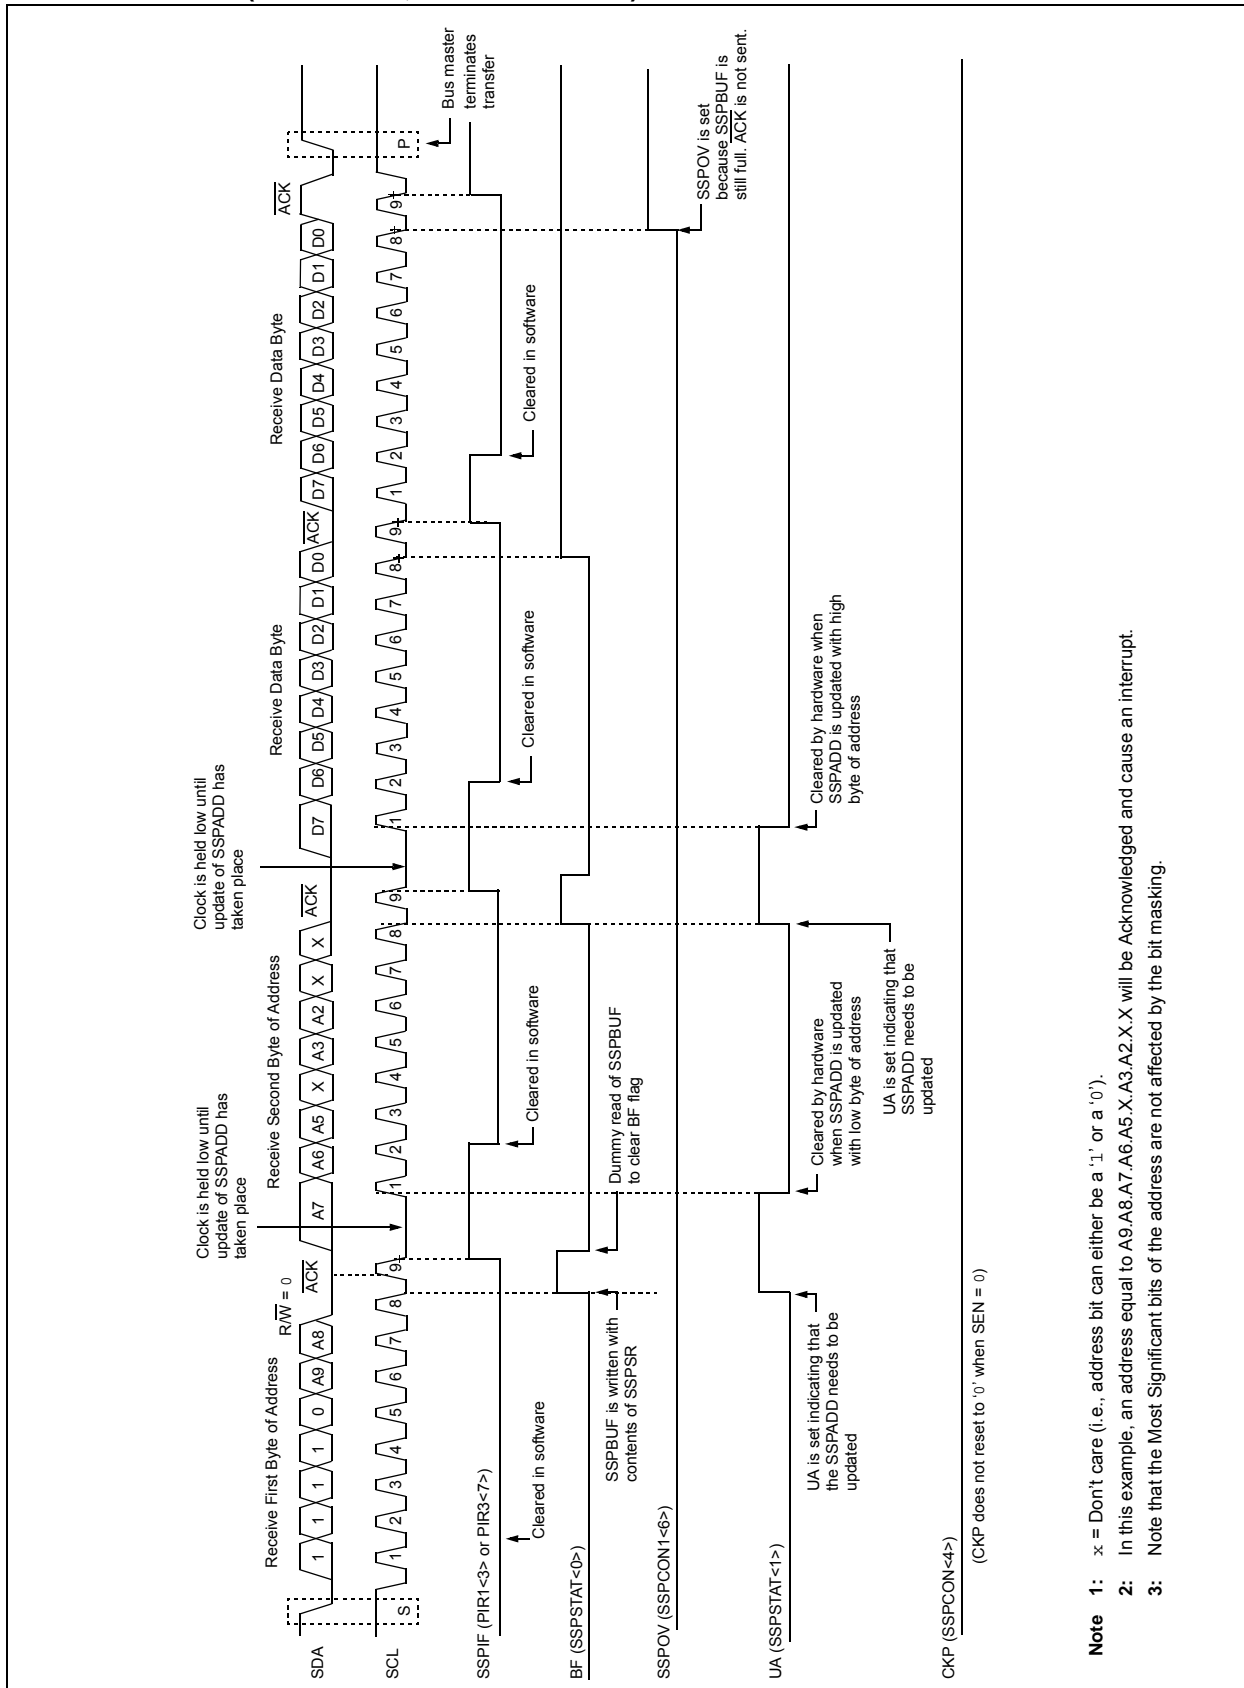 Receive First Byte of Address
R/W = 0
ACK
Clock is held low until
update of SSPADD has
taken place
Receive Second Byte of Address
ACK
Clock is held low until
update of SSPADD has
taken place
Receive Data Byte
ACK
Receive Data Byte
ACK
SDA
1 1 1 1 0 A9 A8
A7 A6 A5 X A3 A2 X X
D7 D6 D5 D4 D3 D2 D1 D0
D7 D6 D5 D4 D3 D2 D1 D0
SCL
S
1 2 3 4 5 6 7 8 9
1 2 3 4 5 6 7 8 9
1 2 3 4 5 6 7 8 9
1 2 3 4 5 6 7 8 9
P
Bus master
terminates
transfer
SSPIF (PIR1<3> or PIR3<7>)
Cleared in software
Cleared in software
Cleared in software
Cleared in software
BF (SSPSTAT<0>)
SSPBUF is written with
contents of SSPSR
Dummy read of SSPBUF
to clear BF flag
SSPOV (SSPCON1<6>)
SSPOV is set
because SSPBUF is
still full. ACK is not sent.
UA (SSPSTAT<1>)
UA is set indicating that
the SSPADD needs to be
updated
Cleared by hardware
when SSPADD is updated
with low byte of address
UA is set indicating that
SSPADD needs to be
updated
Cleared by hardware when
SSPADD is updated with high
byte of address
CKP (SSPCON<4>)
(CKP does not reset to '0' when SEN = 0)
Note 1: x = Don't care (i.e., address bit can either be a '1' or a '0').
2: In this example, an address equal to A9.A8.A7.A6.A5.X.A3.A2.X.X will be Acknowledged and cause an interrupt.
3: Note that the Most Significant bits of the address are not affected by the bit masking.